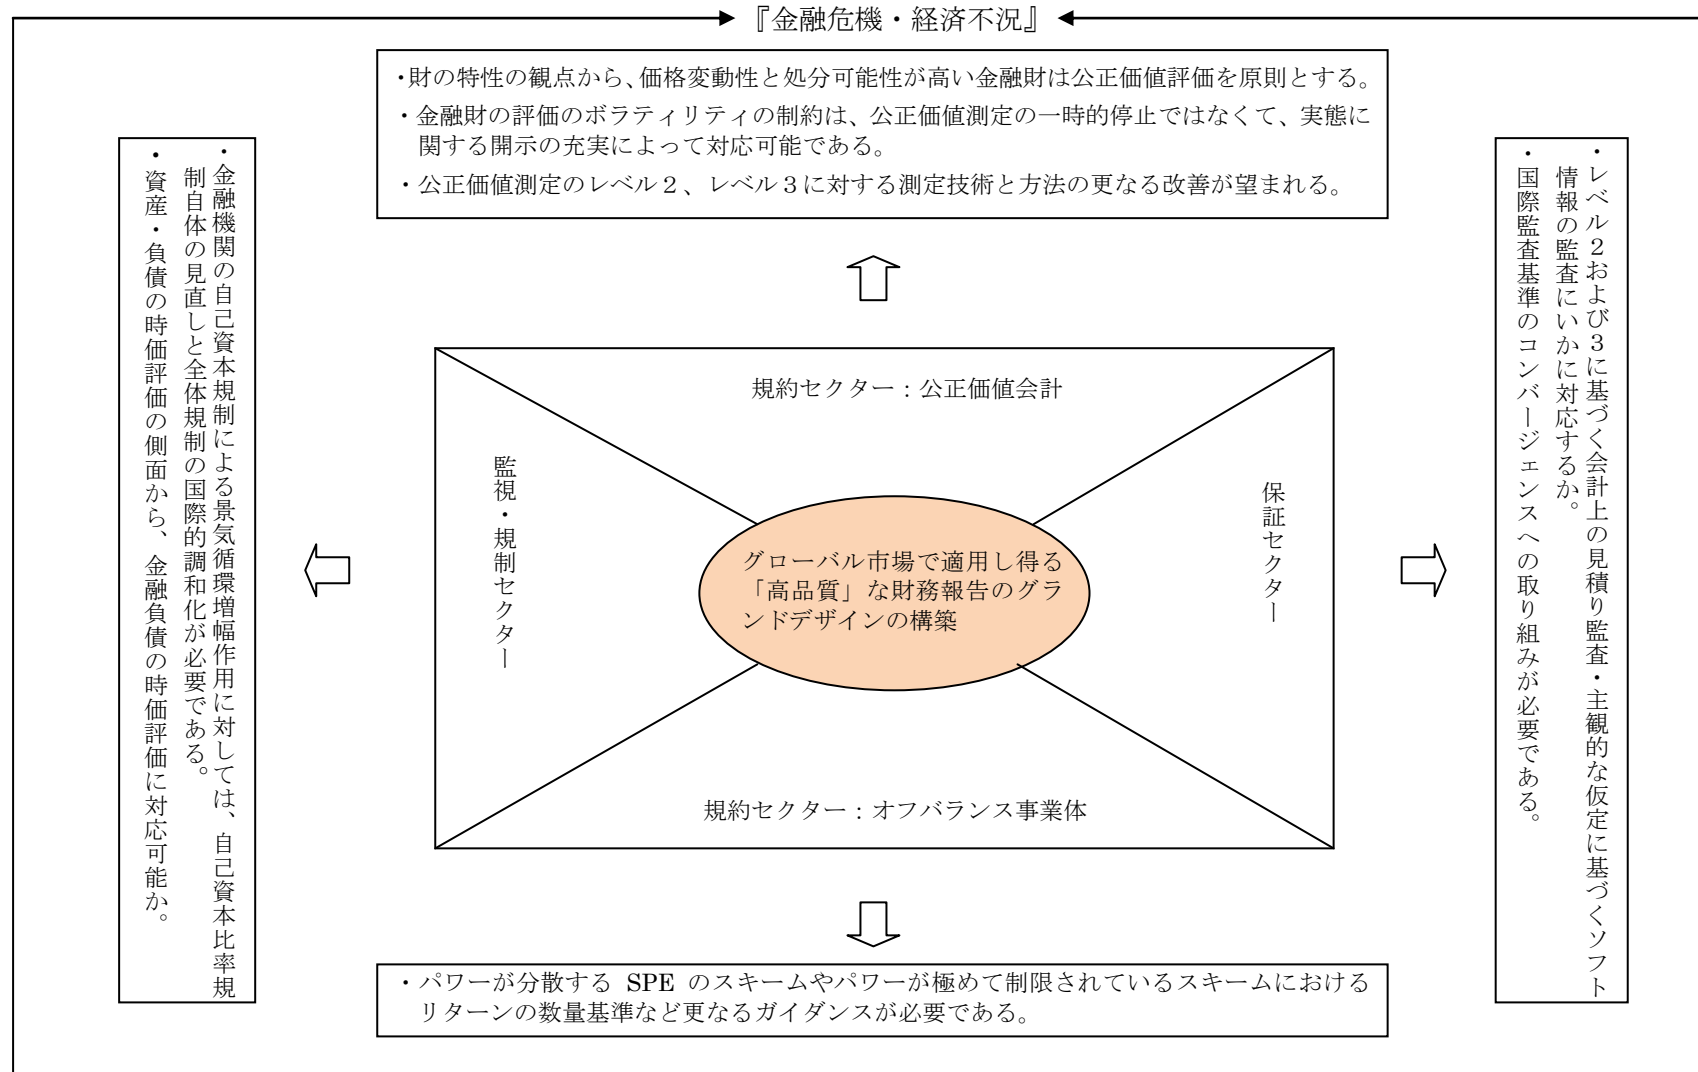 『金融危機・経済不況』
・財の特性の観点から、価格変動性と処分可能性が高い金融財は公正価値評価を原則とする。
・金融財の評価のボラティリティの制約は、公正価値測定の一時的停止ではなくて、実態に
関する開示の充実によって対応可能である。
・公正価値測定のレベル２、レベル３に対する測定技術と方法の更なる改善が望まれる。
・金融機関の自己資本規制による景気循環増幅作用に対しては、自己資本比率規
制自体の見直しと全体規制の国際的調和化が必要である。
・資産・負債の時価評価の側面から、金融負債の時価評価に対応可能か。
規約セクター：公正価値会計
監視・規制セクター
グローバル市場で適用し得る
「高品質」な財務報告のグラ
ンドデザインの構築
保証セクター
規約セクター：オフバランス事業体
・レベル２および３に基づく会計上の見積り監査・主観的な仮定に基づくソフト
情報の監査にいかに対応するか。
・国際監査基準のコンバージェンスへの取り組みが必要である。
・パワーが分散する SPE のスキームやパワーが極めて制限されているスキームにおける
リターンの数量基準など更なるガイダンスが必要である。